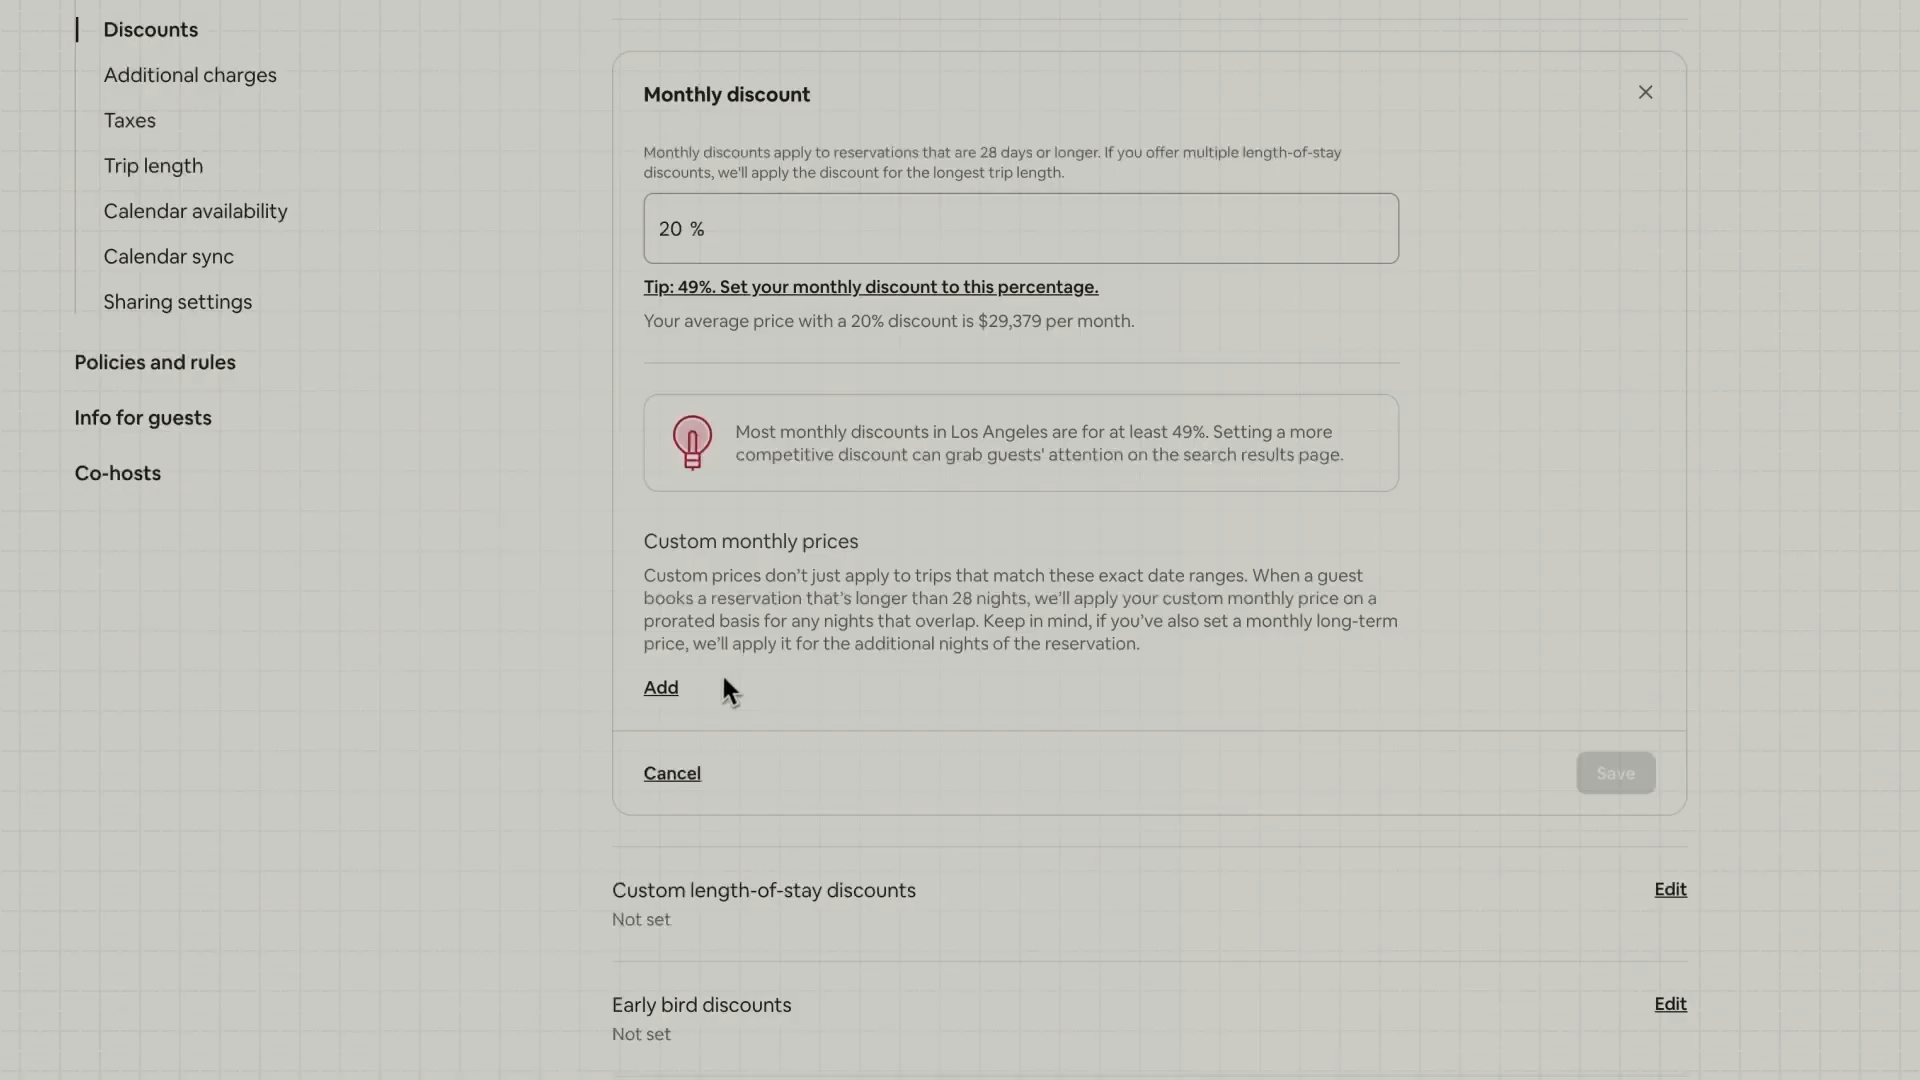 Discounts
Additional charges
Taxes
Trip length
Calendar availability
Calendar sync
Sharing settings
Policies and rules
Info for guests
Co-hosts
Monthly discount
Monthly discounts apply to reservations that are 28 days or longer. If you offer multiple length-of-stay
discounts, we'll apply the discount for the longest trip length.
20 %
Tip: 49%. Set your monthly discount to this percentage.
Your average price with a 20% discount is $29,379 per month.
Most monthly discounts in Los Angeles are for at least 49%. Setting a more
competitive discount can grab guests' attention on the search results page.
Custom monthly prices
Custom prices don’t just apply to trips that match these exact date ranges. When a guest
books a reservation that’s longer than 28 nights, we’ll apply your custom monthly price on a
prorated basis for any nights that overlap. Keep in mind, if you’ve also set a monthly long-term
price, we’ll apply it for the additional nights of the reservation.
Add
Cancel
Save
Custom length-of-stay discounts
Edit
Not set
Early bird discounts
Edit
Not set